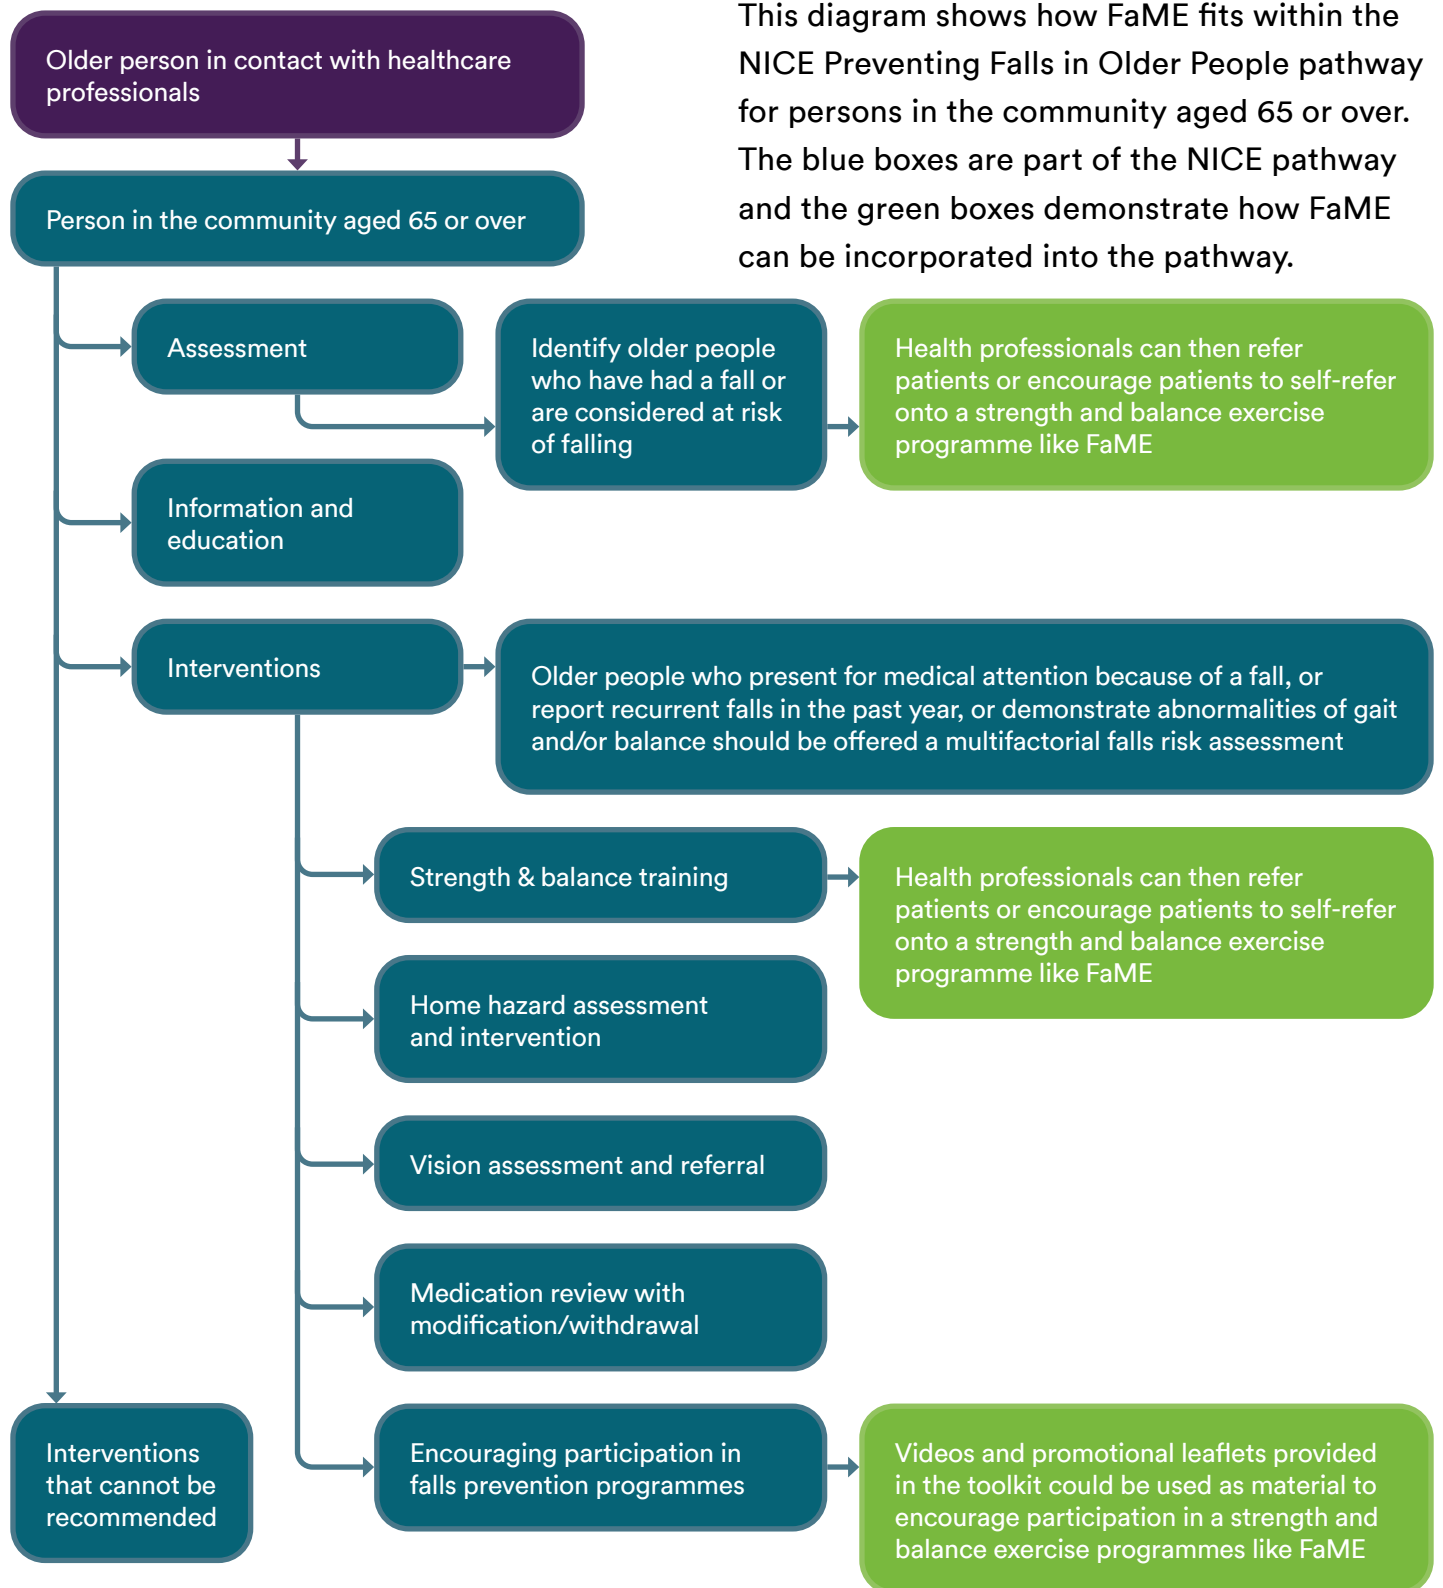 This diagram shows how FaME fits within the
NICE Preventing Falls in Older People pathway
for persons in the community aged 65 or over.
The blue boxes are part of the NICE pathway
and the green boxes demonstrate how FaME
can be incorporated into the pathway.
Older person in contact with healthcare
professionals
Person in the community aged 65 or over
Assessment
Identify older people
who have had a fall or
are considered at risk
of falling
Health professionals can then refer
patients or encourage patients to self-refer
onto a strength and balance exercise
programme like FaME
Information and
education
Interventions
Older people who present for medical attention because of a fall, or
report recurrent falls in the past year, or demonstrate abnormalities of gait
and/or balance should be offered a multifactorial falls risk assessment
Strength & balance training
Health professionals can then refer
patients or encourage patients to self-refer
onto a strength and balance exercise
programme like FaME
Home hazard assessment
and intervention
Vision assessment and referral
Medication review with
modification/withdrawal
Encouraging participation in
falls prevention programmes
Videos and promotional leaflets provided
in the toolkit could be used as material to
encourage participation in a strength and
balance exercise programmes like FaME
Interventions
that cannot be
recommended